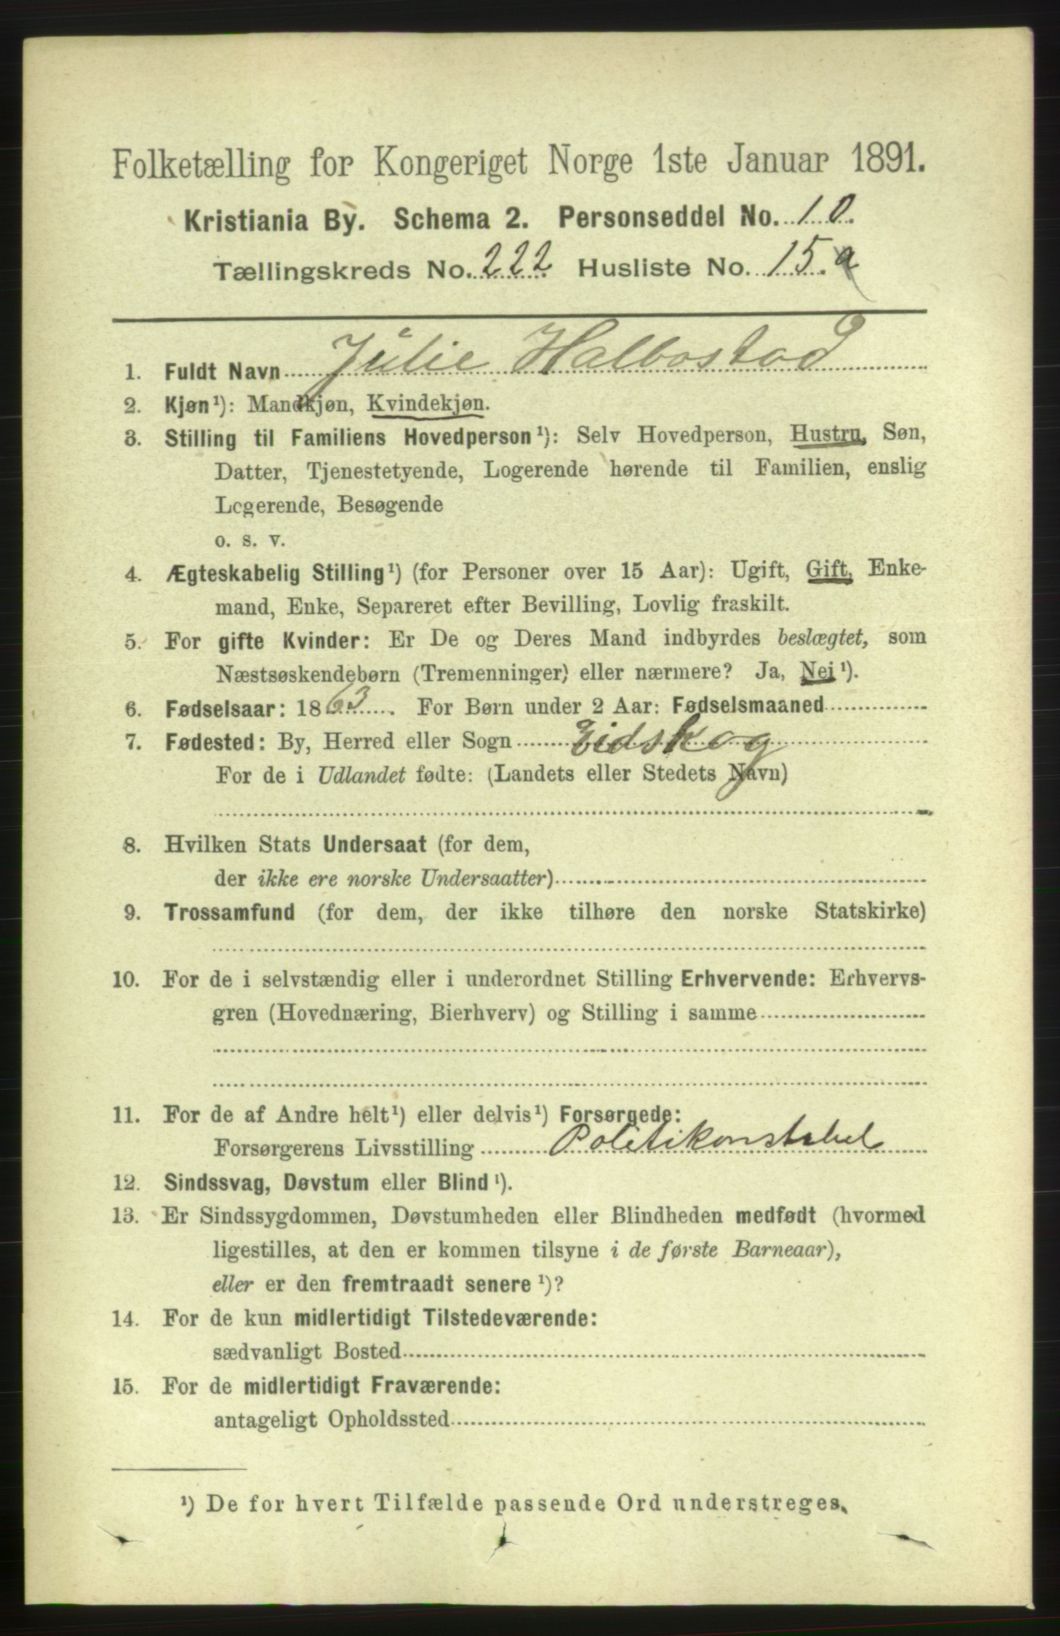 Folketælling for Kongeriget Norge 1ste Januar 1891.
Kristiania By. Schema 2. Personseddel No. 10.
Tællingskreds No. 222 Husliste No. 15.a
1. Fuldt Navn Julie Halbostad
2. Kjøn¹): Mandkjøn, Kvindekjøn.
3. Stilling til Familiens Hovedperson¹): Selv Hovedperson, Hustru, Søn,
Datter, Tjenestetyende, Logerende hørende til Familien, enslig
Logerende, Besøgende
o. s. v.
4. Ægteskabelig Stilling¹) (for Personer over 15 Aar): Ugift, Gift, Enke-
mand, Enke, Separeret efter Bevilling, Lovlig fraskilt.
5. For gifte Kvinder: Er De og Deres Mand indbyrdes beslægtet, som
Næstsøskendebørn (Tremenninger) eller nærmere? Ja, Nei¹).
6. Fødselsaar: 1863. For Børn under 2 Aar: Fødselsmaaned
7. Fødested: By, Herred eller Sogn Eidskog
For de i Udlandet fødte: (Landets eller Stedets Navn)
8. Hvilken Stats Undersaat (for dem,
der ikke ere norske Undersaatter)
9. Trossamfund (for dem, der ikke tilhøre den norske Statskirke)
10. For de i selvstændig eller i underordnet Stilling Erhvervende: Erhvervs-
gren (Hovednæring, Bierhverv) og Stilling i samme
11. For de af Andre helt¹) eller delvis¹) Forsørgede:
Forsørgerens Livsstilling Politikonstabel
12. Sindssvag, Døvstum eller Blind¹).
13. Er Sindssygdommen, Døvstumheden eller Blindheden medfødt (hvormed
ligestilles, at den er kommen tilsyne i de første Barneaar),
eller er den fremtraadt senere¹)?
14. For de kun midlertidigt Tilstedeværende:
sædvanligt Bosted
15. For de midlertidigt Fraværende:
antageligt Opholdssted
¹) De for hvert Tilfælde passende Ord understreges.